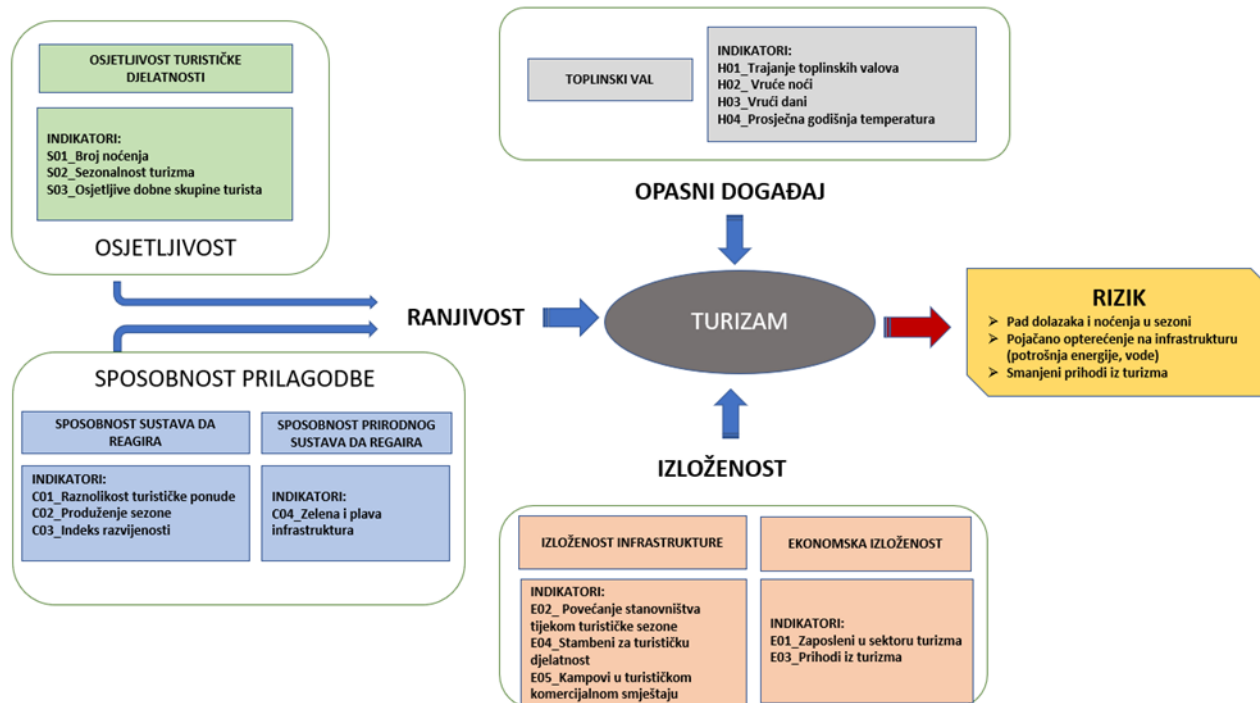 OSJETLJIVOST TURISTIČKE
DJELATNOSTI
INDIKATORI:
S01_Broj noćenja
S02_Sezonalnost turizma
S03_Osjetljive dobne skupine turista
OSJETLJIVOST
TOPLINSKI VAL
INDIKATORI:
H01_Trajanje toplinskih valova
H02_ Vruće noći
H03_Vrući dani
H04_Prosječna godišnja temperatura
OPASNI DOGAĐAJ
RANJIVOST
TURIZAM
RIZIK
➢ Pad dolazaka i noćenja u sezoni
➢ Pojačano opterećenje na infrastrukturu
(potrošnja energije, vode)
➢ Smanjeni prihodi iz turizma
SPOSOBNOST PRILAGODBE
SPOSOBNOST SUSTAVA DA
REAGIRA
INDIKATORI:
C01_Raznolikost turističke ponude
C02_Produženje sezone
C03_Indeks razvijenosti
SPOSOBNOST PRIRODNOG
SUSTAVA DA REGAIRA
INDIKATORI:
C04_Zelena i plava
infrastruktura
IZLOŽENOST
IZLOŽENOST INFRASTRUKTURE
INDIKATORI:
E02_ Povećanje stanovništva
tijekom turističke sezone
E04_Stambeni za turističku
djelatnost
E05_Kampovi u turističkom
komercijalnom smještaju
EKONOMSKA IZLOŽENOST
INDIKATORI:
E01_Zaposleni u sektoru turizma
E03_Prihodi iz turizma